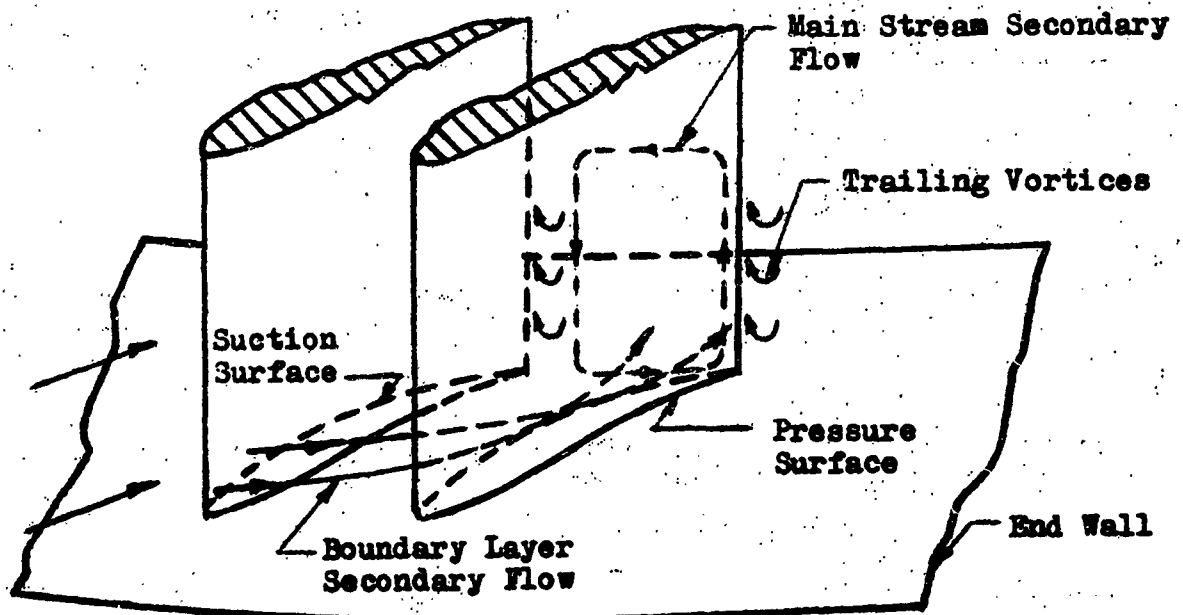 Main Stream Secondary
Flow
Trailing Vortices
Suction
Surface
Pressure
Surface
End Wall
Boundary Layer
Secondary Flow